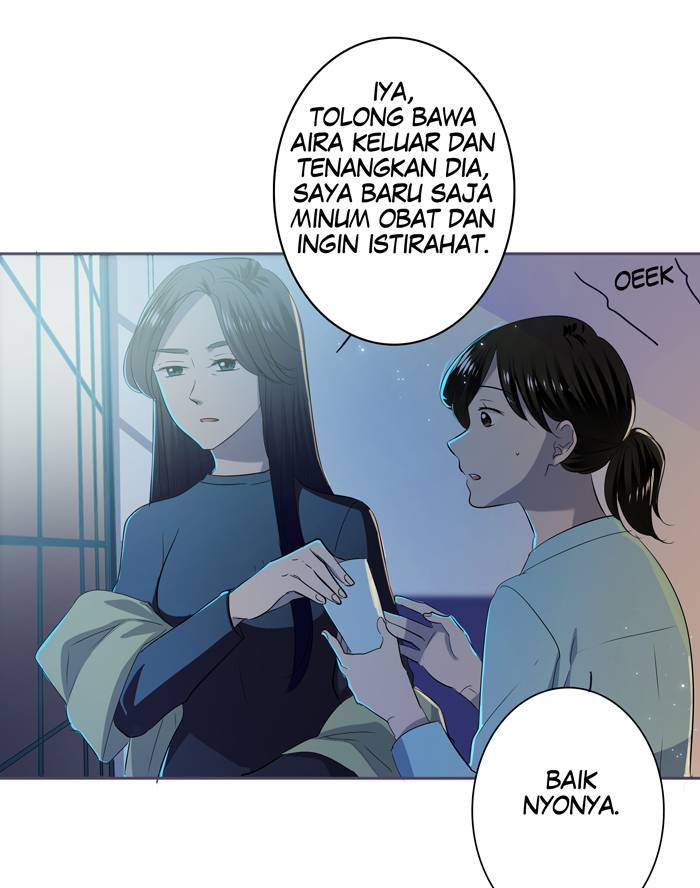 IYA,
TOLONG BAWA
AIRA KELUAR DAN
TENANGKAN DIA,
SAYA BARU SAJA
MINUM OBAT DAN
INGIN ISTIRAHAT.
OEEK
BAIK
NYONYA.